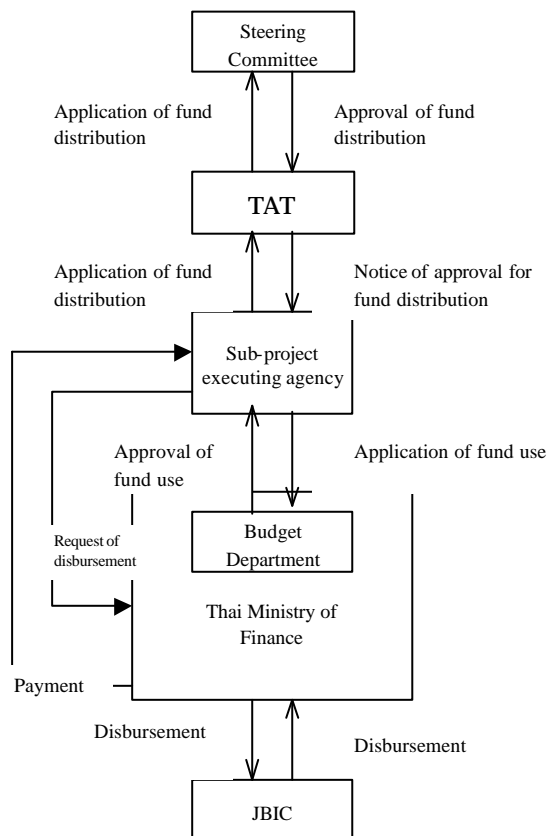 Steering
Committee
Application of fund
distribution
Approval of fund
distribution
TAT
Application of fund
distribution
Notice of approval for
fund distribution
Sub-project
executing agency
Approval of
fund use
Application of fund use
Request of
disbursement
Budget
Department
Thai Ministry of
Finance
Payment
Disbursement
Disbursement
JBIC